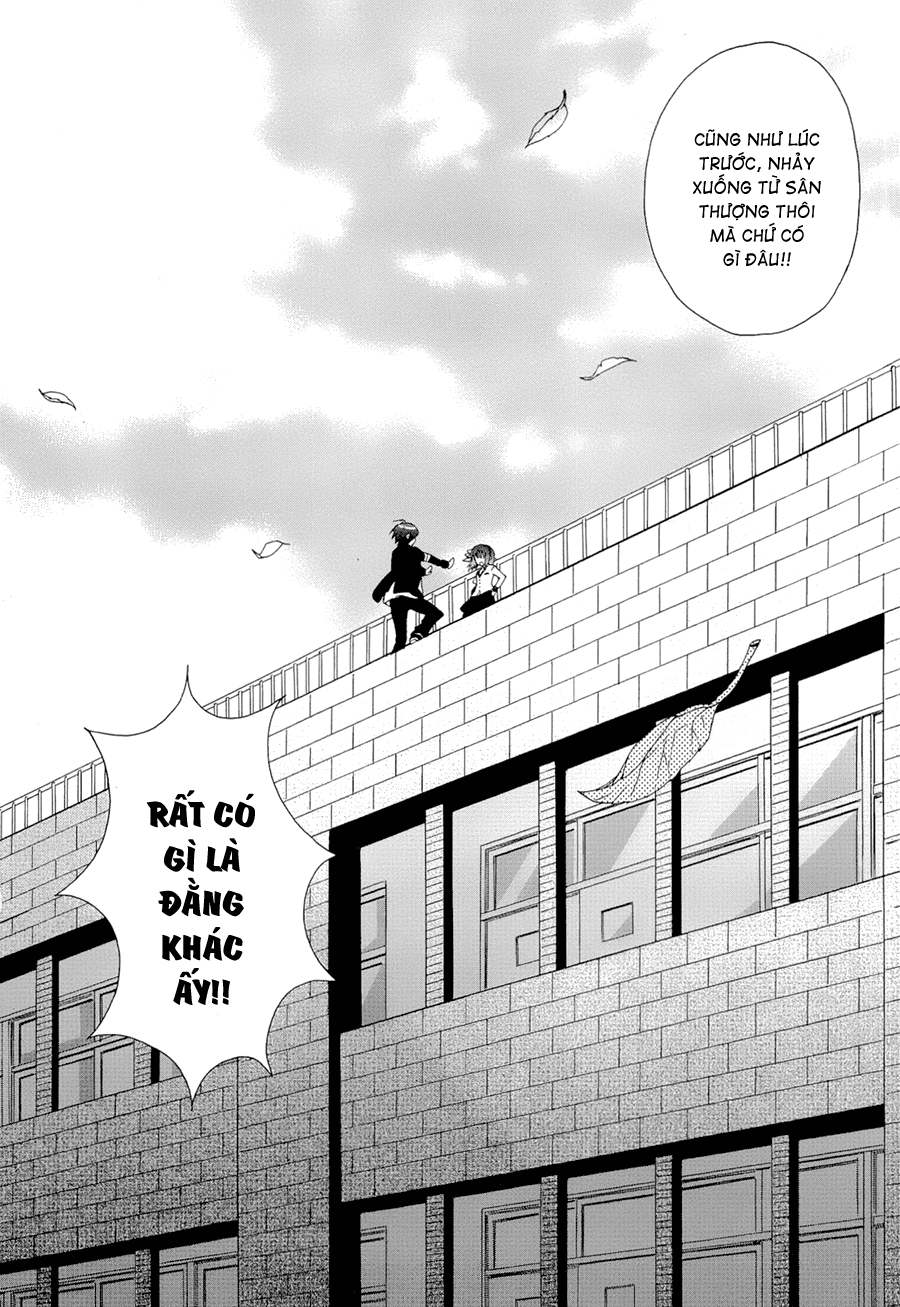 CŨNG NHƯ LÚC
TRƯỚC, NHẢY
XUỐNG TỪ SÂN
THƯỢNG THÔI
MÀ CHỨ CÓ
GÌ ĐÂU!!
RẤT CÓ
GÌ LÀ
ĐẰNG
KHÁC
ẤY!!